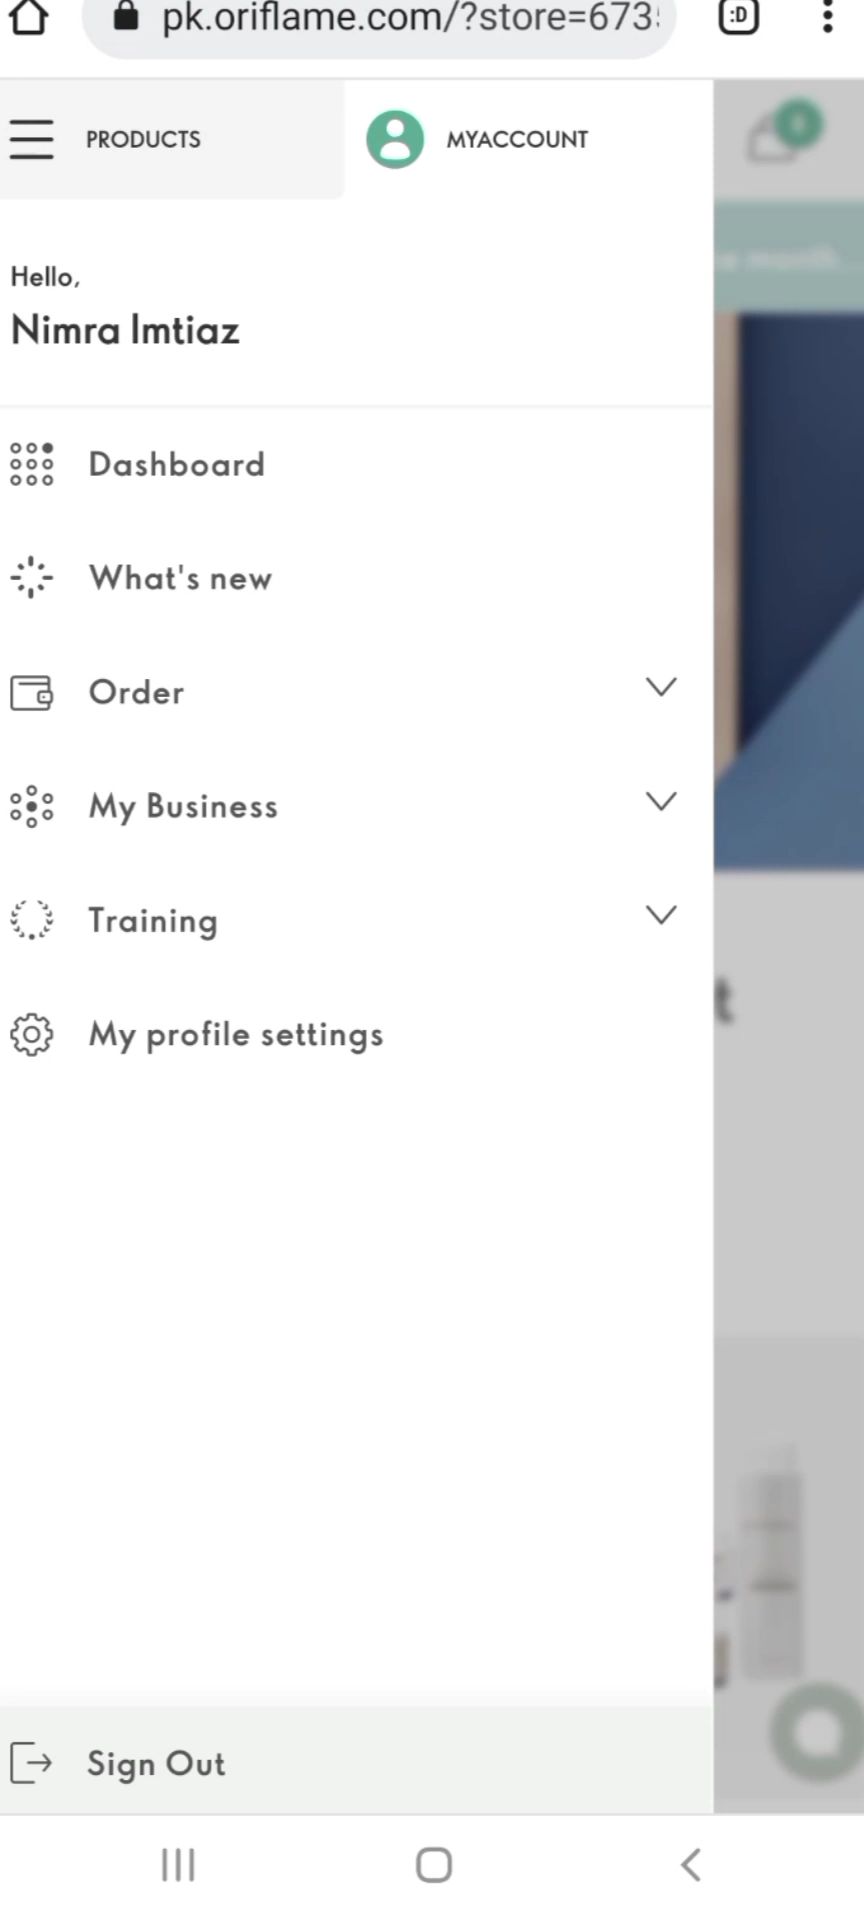 pk.oriflame.com/?store=673
:D
PRODUCTS
MYACCOUNT
Hello,
Nimra Imtiaz
Dashboard
What's new
Order
My Business
Training
My profile settings
Sign Out
month...
t